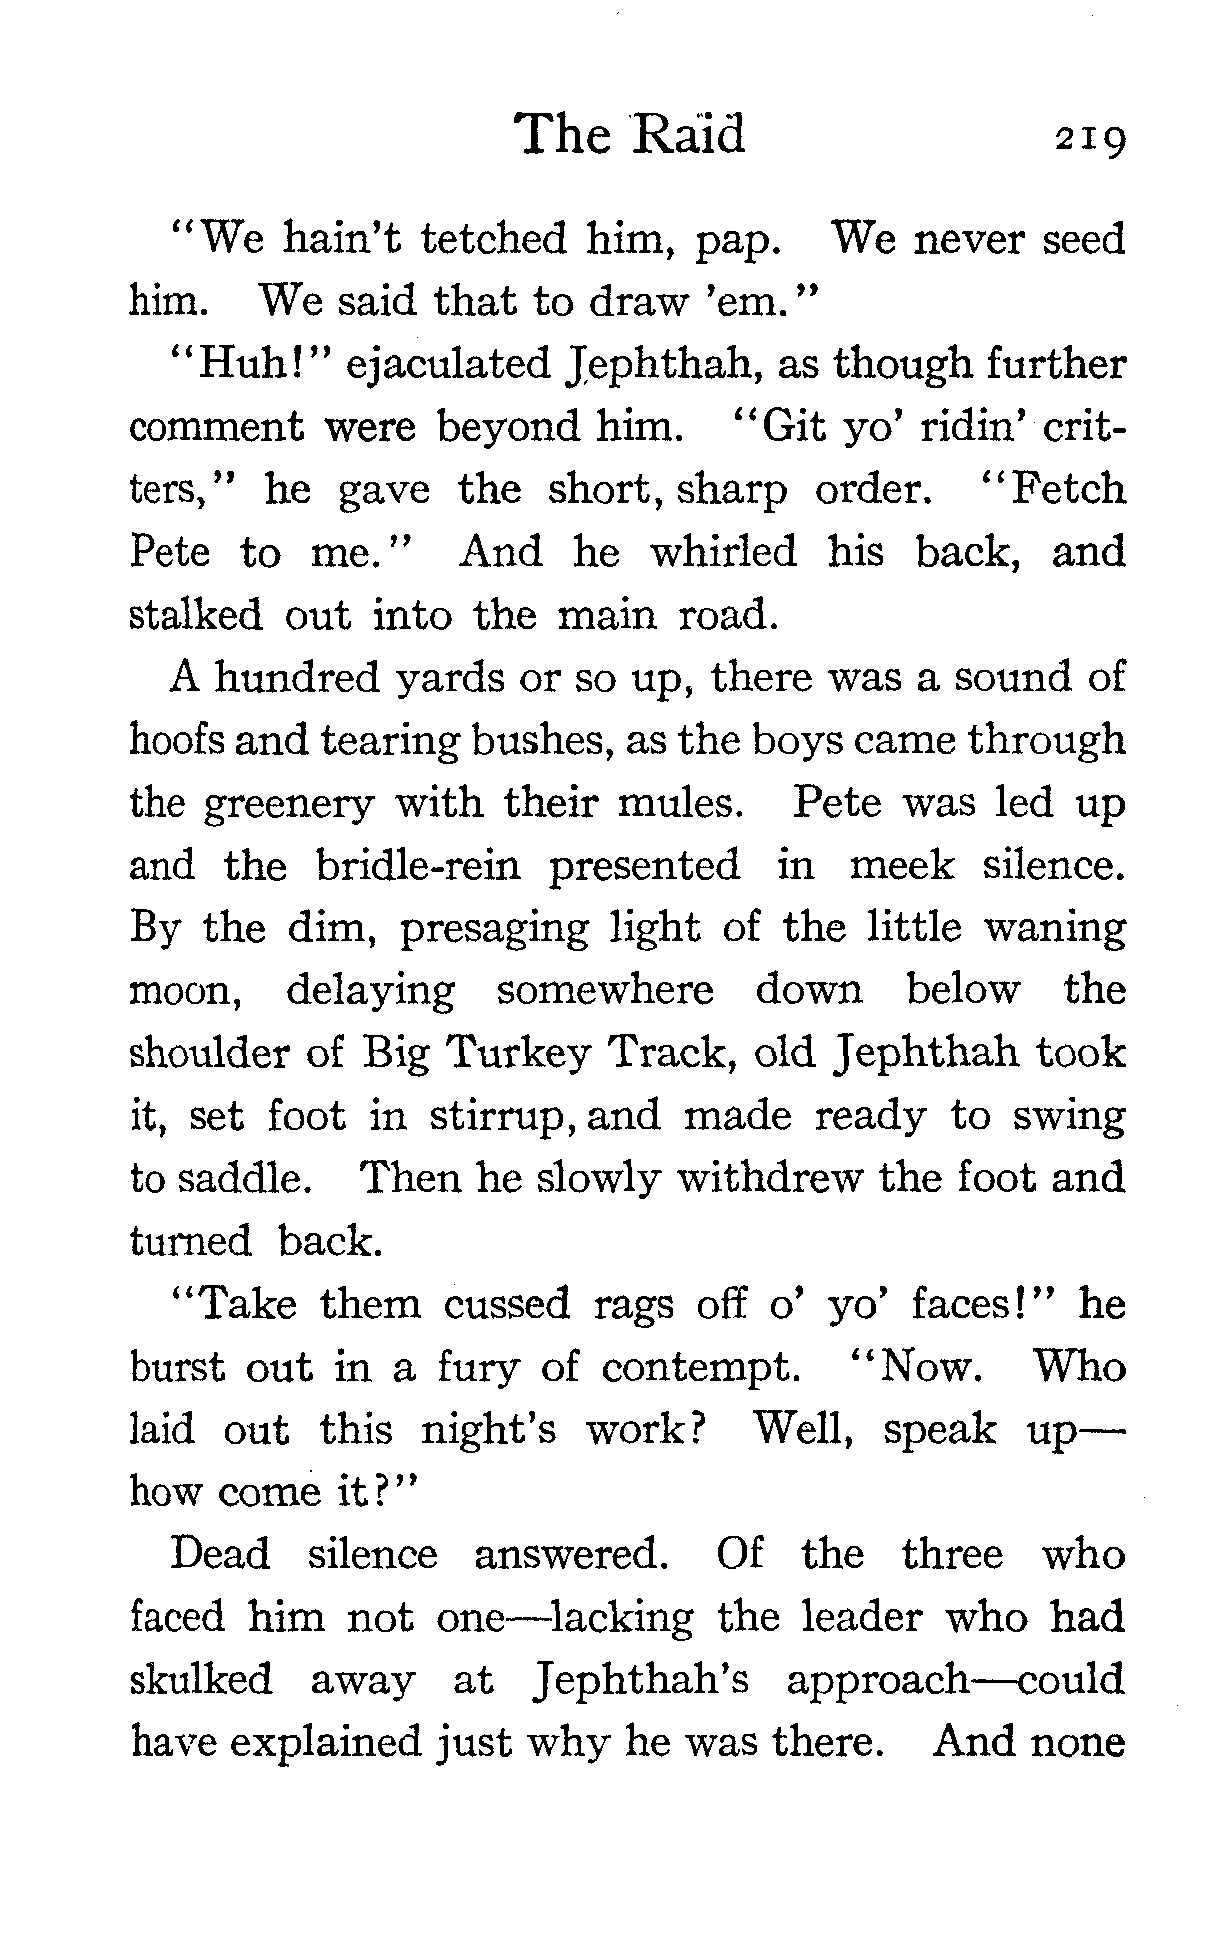 The Raid 219
"We hain't tetched him, pap. We never seed
him. We said that to draw 'em."
"Huh!" ejaculated Jephthah, as though further
comment were beyond him. "Git yo' ridin' crit-
ters," he gave the short, sharp order. "Fetch
Pete to me." And he whirled his back, and
stalked out into the main road.
A hundred yards or so up, there was a sound of
hoofs and tearing bushes, as the boys came through
the greenery with their mules. Pete was led up
and the bridle-rein presented in meek silence.
By the dim, presaging light of the little waning
moon, delaying somewhere down below the
shoulder of Big Turkey Track, old Jephthah took
it, set foot in stirrup, and made ready to swing
to saddle. Then he slowly withdrew the foot and
turned back.
"Take them cussed rags off o' yo' faces!" he
burst out in a fury of contempt. "Now. Who
laid out this night's work? Well, speak up—
how come it?"
Dead silence answered. Of the three who
faced him not one—lacking the leader who had
skulked away at Jephthah's approach—could
have explained just why he was there. And none